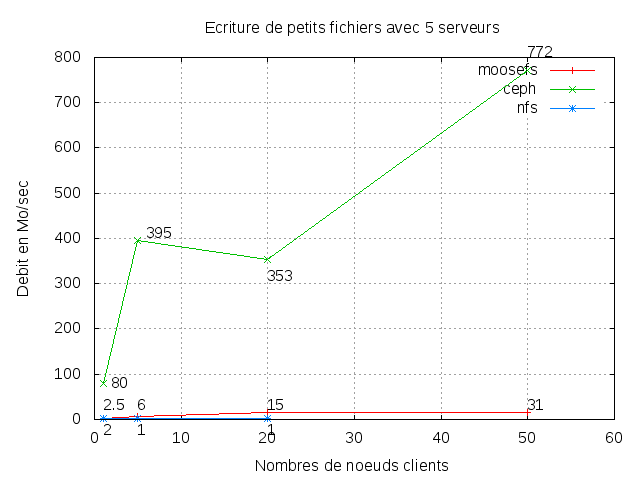 Ecriture de petits fichiers avec 5 serveurs
800
700
600
500
400
300
200
100
0
Debit en Mo/sec
772
moosefs
ceph
nfs
395
353
80
2.5 6 15 31
2 1 1
0 10 20 30 40 50 60
Nombres de noeuds clients